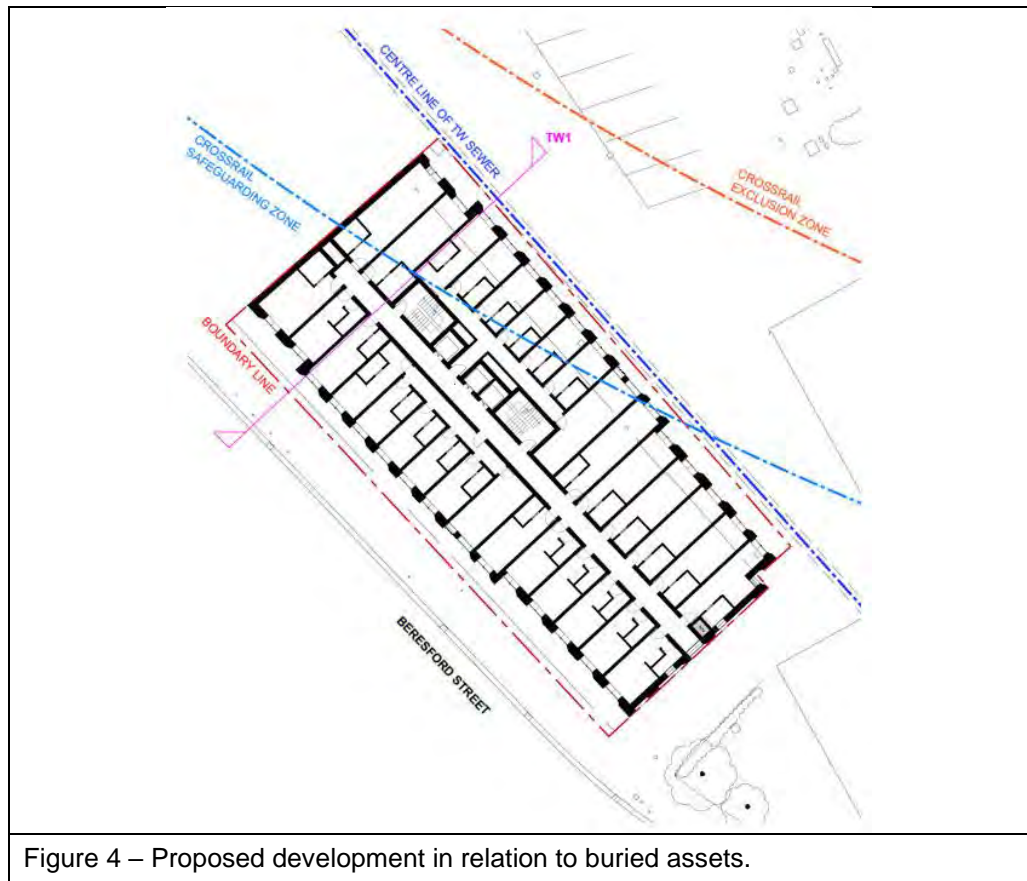 CENTRE LINE OF TW SEWER
TW1
CROSSRAIL
SAFEGUARDING ZONE
CROSSRAIL
EXCLUSION ZONE
BOUNDARY LINE
BERESFORD STREET
Figure 4 – Proposed development in relation to buried assets.